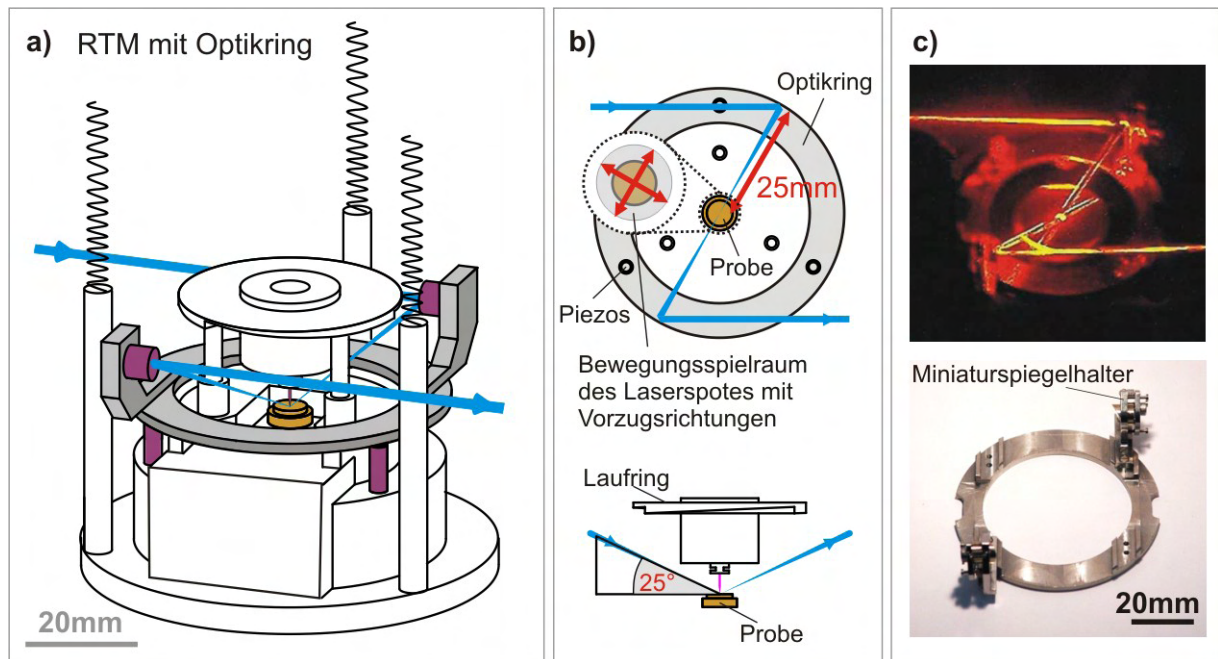 a) RTM mit Optikring
20mm
b)
Optikring
25mm
Probe
Piezos
Bewegungsspielraum
des Laserspotes mit
Vorzugsrichtungen
Laufring
25°
Probe
c)
Miniaturspiegelhalter
20mm